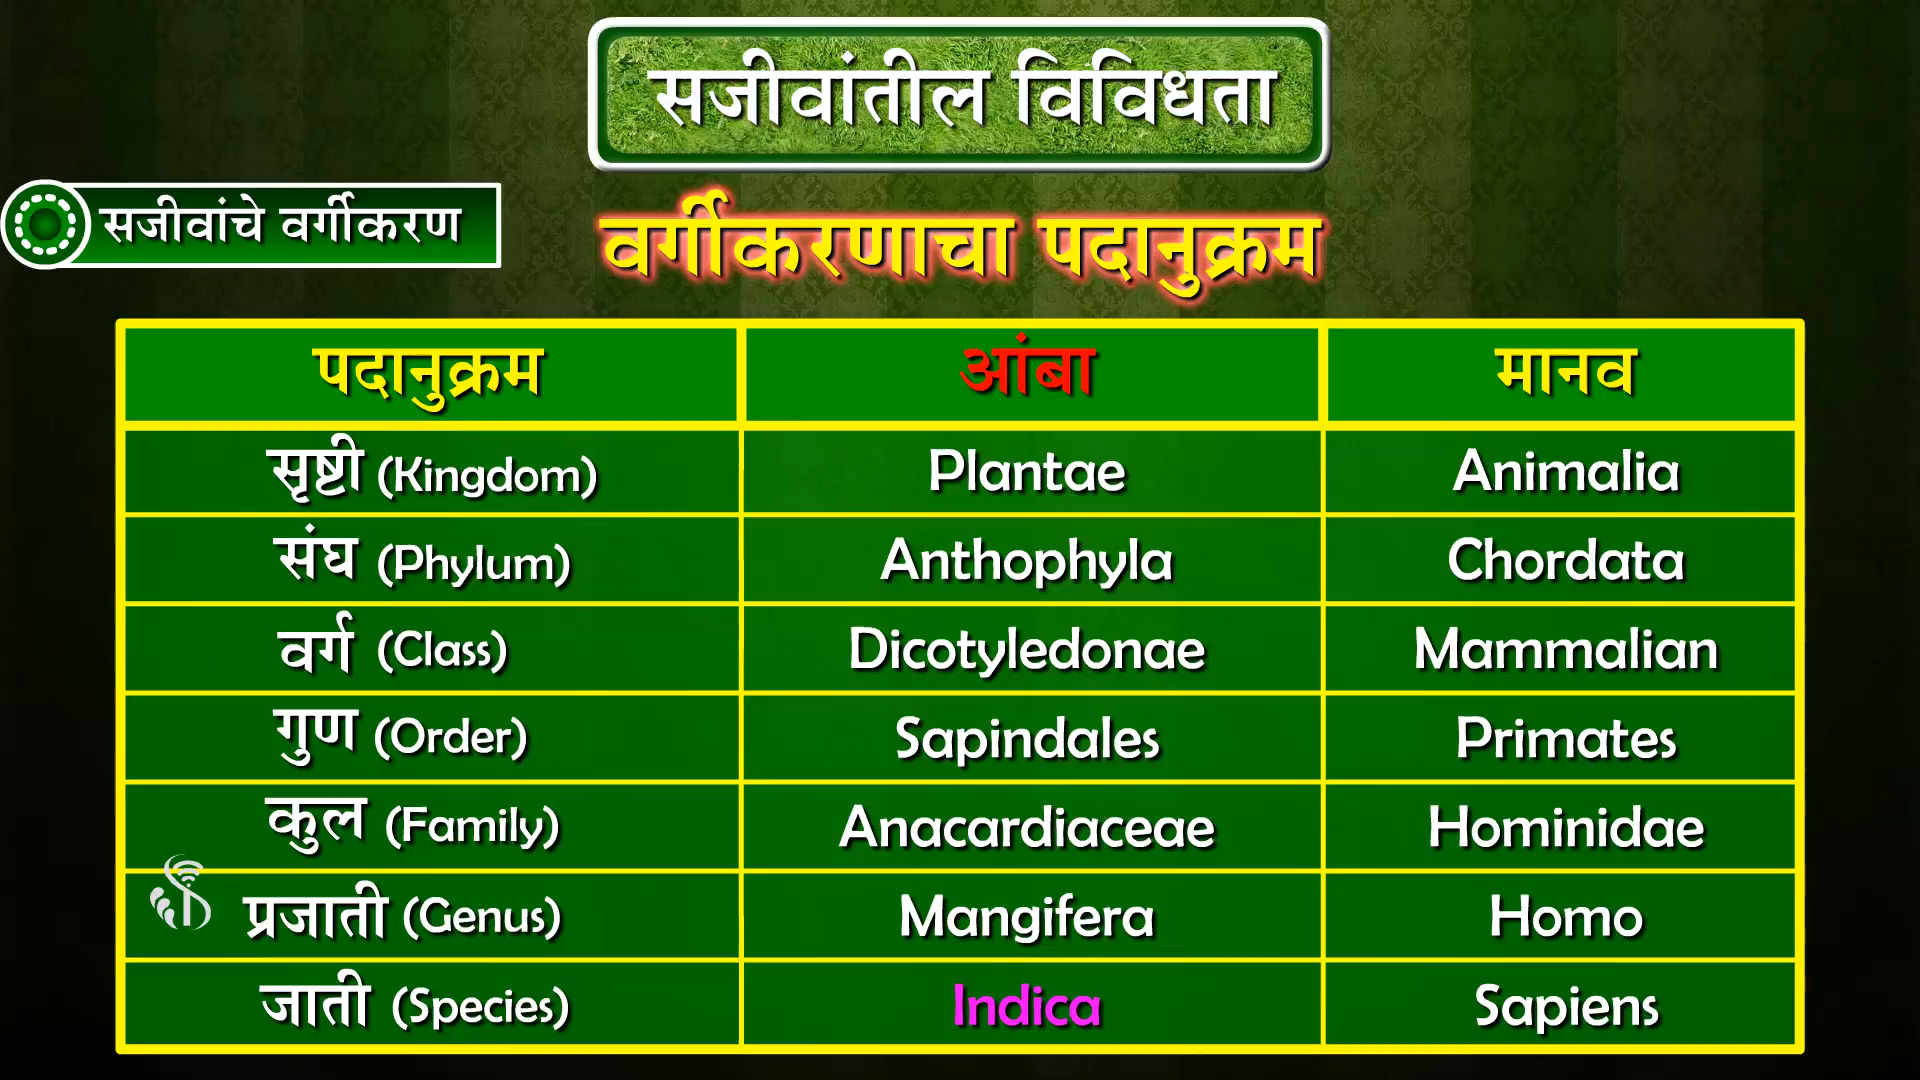 सजीवांतील विविधता
सजीवांचे वर्गीकरण
वर्गीकरणाचा पदानुक्रम
पदानुक्रम आंबा मानव
सृष्टी (Kingdom) Plantae Animalia
संघ (Phylum) Anthophyla Chordata
वर्ग (Class) Dicotyledonae Mammalian
गुण (Order) Sapindales Primates
कुल (Family) Anacardiaceae Hominidae
प्रजाती (Genus) Mangifera Homo
जाती (Species) Indica Sapiens